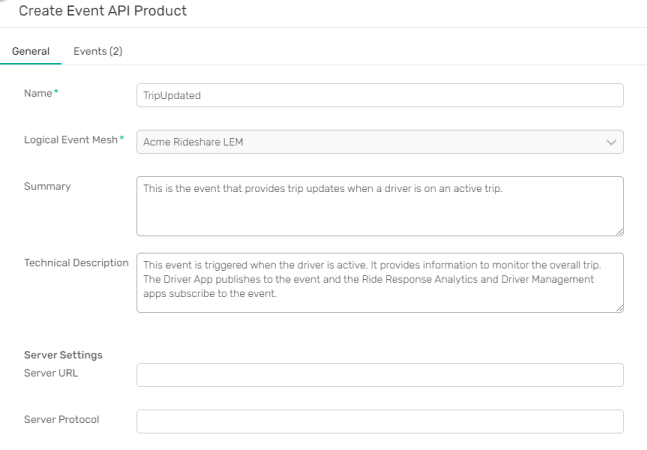 Create Event API Product
General Events (2)
Name*
TripUpdated
Logical Event Mesh*
Acme Rideshare LEM
Summary
This is the event that provides trip updates when a driver is on an active trip.
Technical Description
This event is triggered when the driver is active. It provides information to monitor the overall trip.
The Driver App publishes to the event and the Ride Response Analytics and Driver Management
apps subscribe to the event.
Server Settings
Server URL
Server Protocol